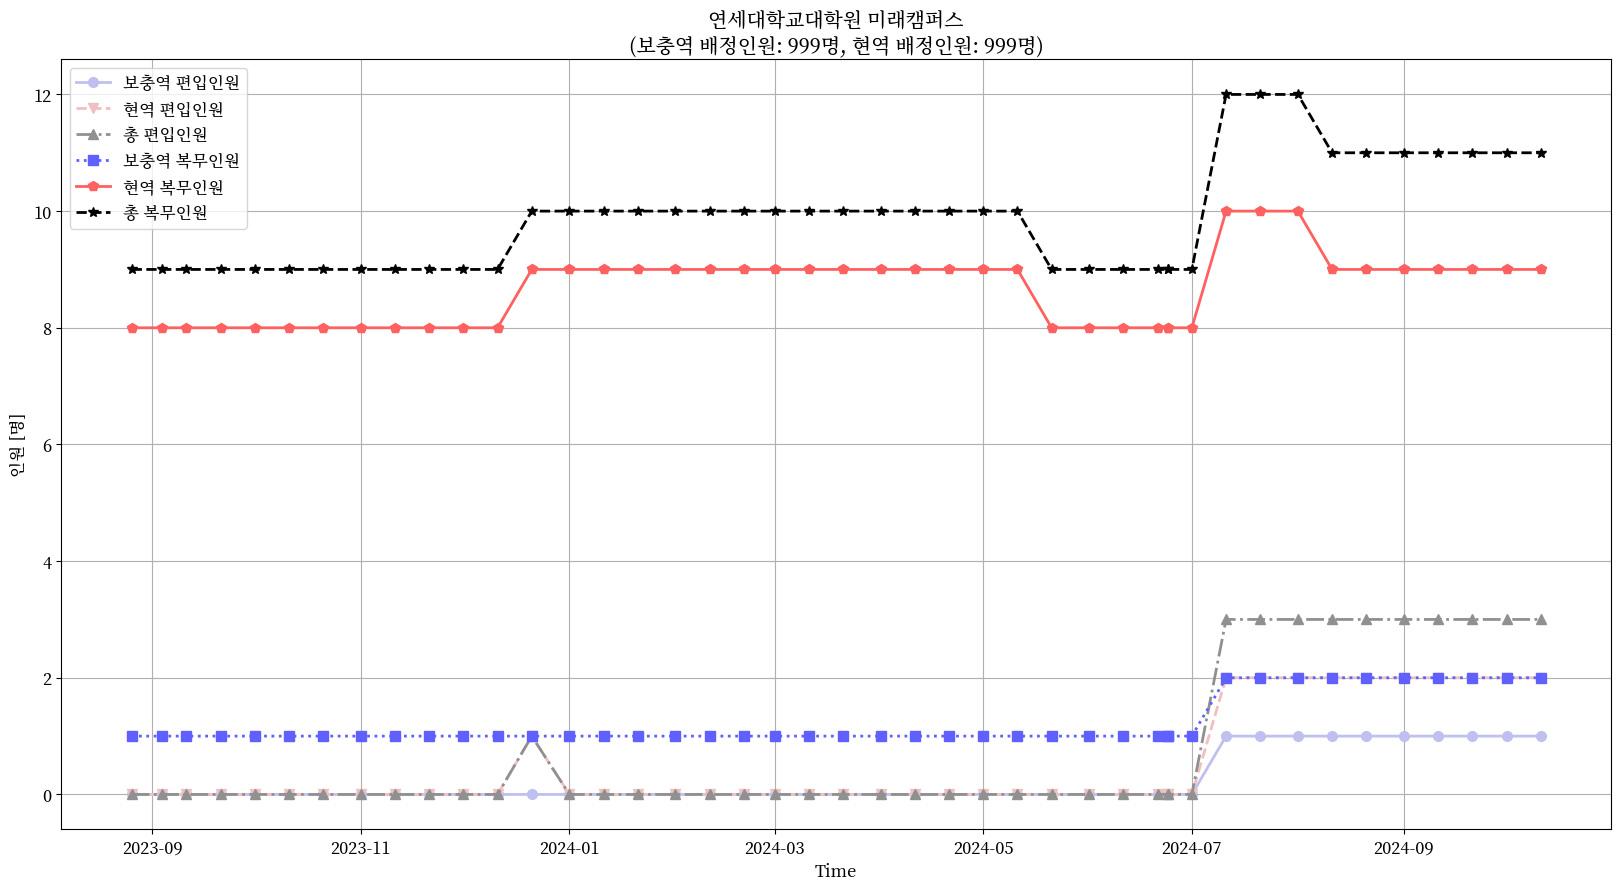 연세대학교대학원 미래캠퍼스
(보충역 배정인원: 999명, 현역 배정인원: 999명)
보충역 편입인원
현역 편입인원
총 편입인원
보충역 복무인원
현역 복무인원
총 복무인원
12
10
8
6
4
2
0
인원 [명]
2023-09
2023-11
2024-01
2024-03
2024-05
2024-07
2024-09
Time